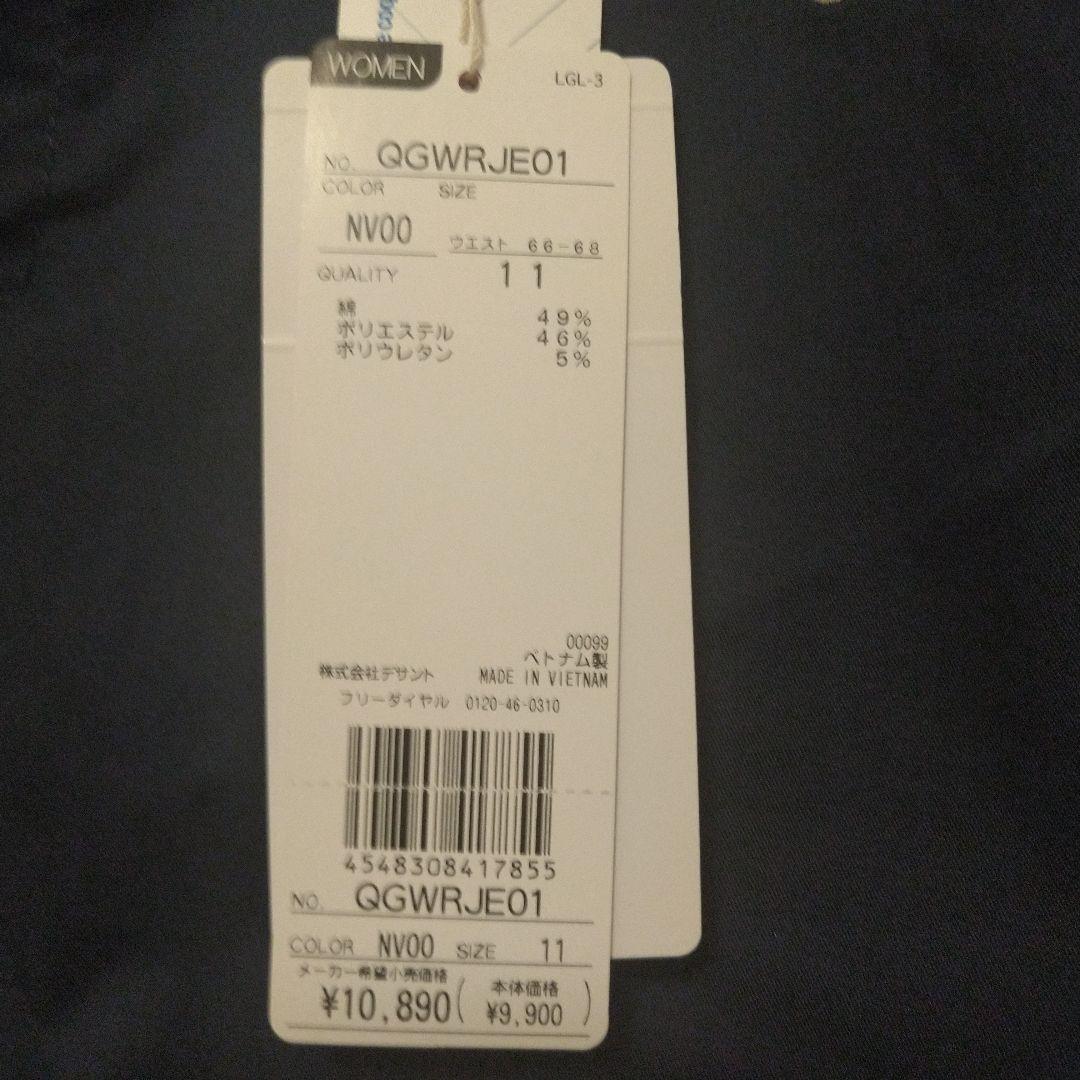 WOMEN
LGL-3
NO. QGWRJE01
COLOR SIZE
NV00 ウエスト 66-68
QUALITY 11
綿 49%
ポリエステル 46%
ポリウレタン 5%
00099
ベトナム製
株式会社デサント MADE IN VIETNAM
フリーダイヤル 0120-46-0310
4548308417855
NO. QGWRJE01
COLOR NV00 SIZE 11
メーカー希望小売価格
¥10,890(本体価格 ¥9,900)